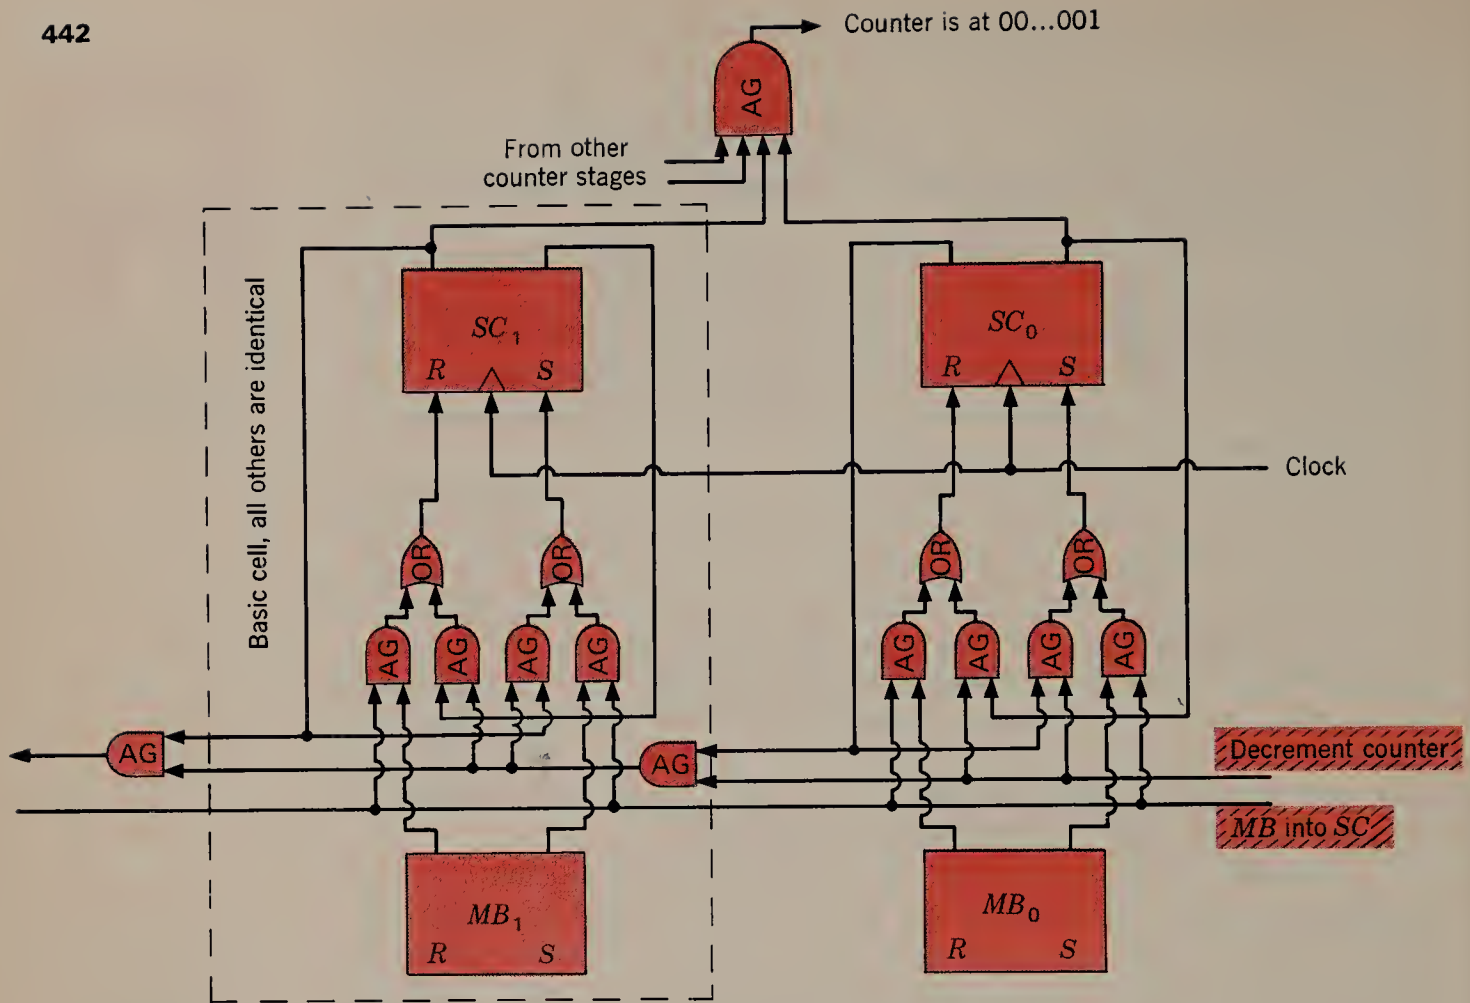 442
Counter is at 00...001
AG
From other
counter stages
Basic cell, all others are identical
SC1
R S
SC0
R S
Clock
OR OR OR OR
AG AG AG AG AG AG AG AG
AG AG
Decrement counter
MB into SC
MB1
R S
MB0
R S